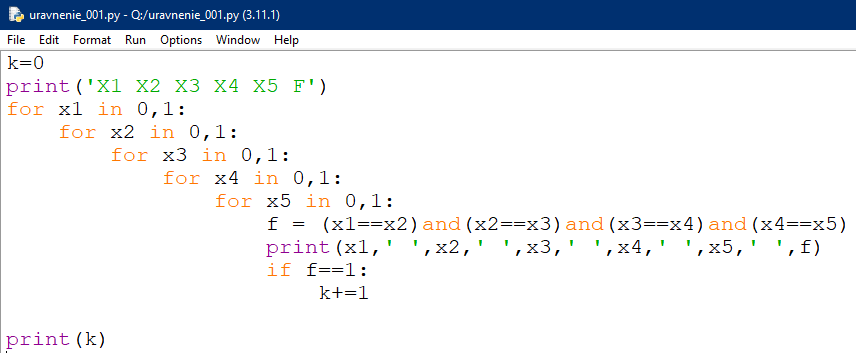 uravnenie_001.py - Q:/uravnenie_001.py (3.11.1)
File Edit Format Run Options Window Help
k=0
print('X1 X2 X3 X4 X5 F')
for x1 in 0,1:
    for x2 in 0,1:
        for x3 in 0,1:
            for x4 in 0,1:
                for x5 in 0,1:
                    f = (x1==x2)and(x2==x3)and(x3==x4)and(x4==x5)
                    print(x1,' ',x2,' ',x3,' ',x4,' ',x5,' ',f)
                    if f==1:
                        k+=1
print(k)